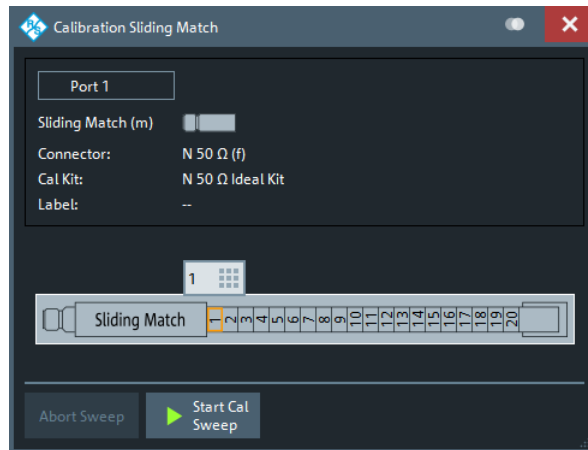 Calibration Sliding Match
Port 1
Sliding Match (m)
Connector: N 50 Ω (f)
Cal Kit: N 50 Ω Ideal Kit
Label: --
1
Sliding Match 1 2 3 4 5 6 7 8 9 10 11 12 13 14 15 16 17 18 19 20
Abort Sweep
Start Cal
Sweep